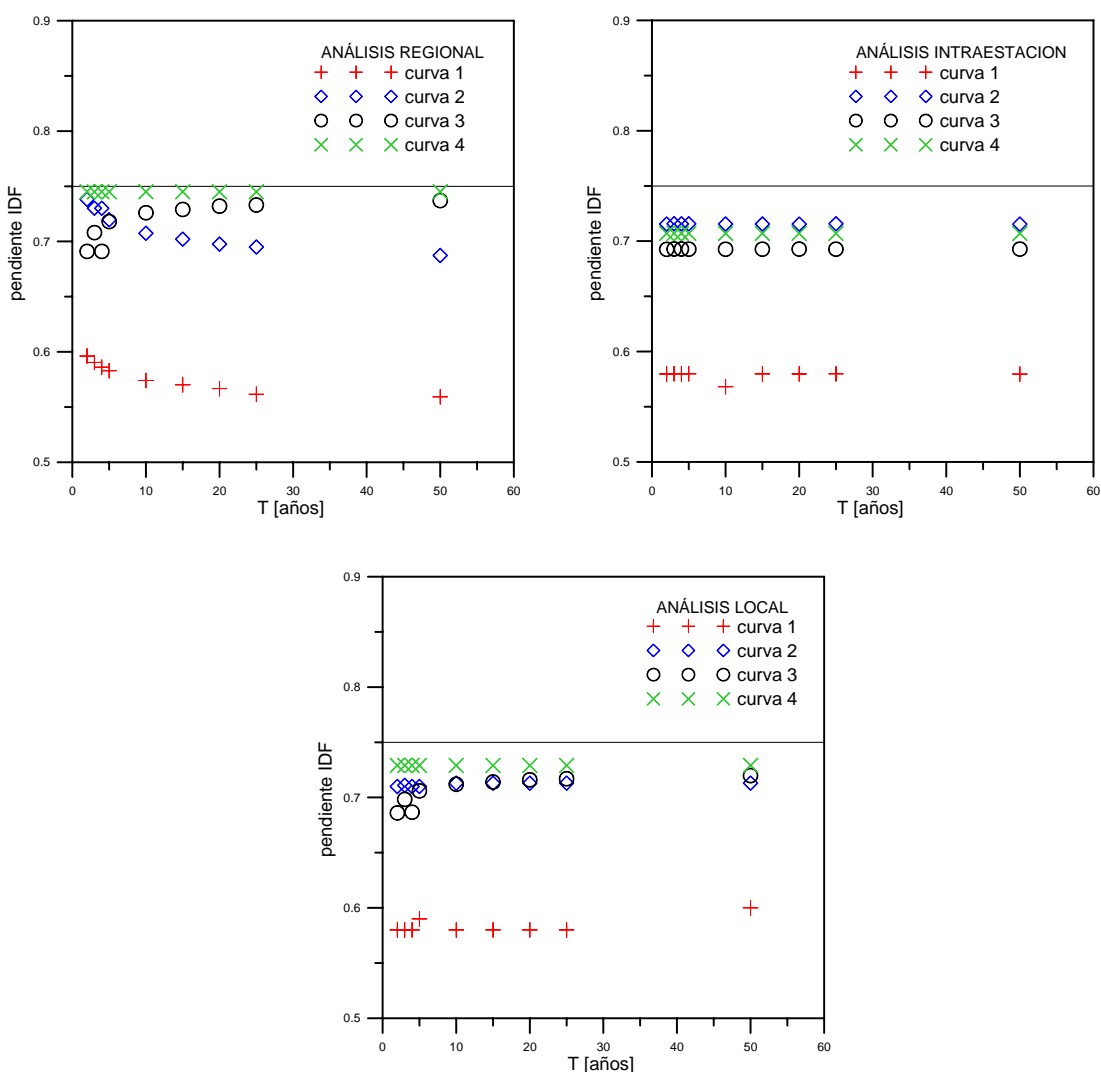 0.9
ANÁLISIS REGIONAL
curva 1
curva 2
0.8
curva 3
curva 4
pendiente IDF
0.7
0.6
0.5
0 10 20 30 40 50 60
T [años]
0.9
ANÁLISIS INTRAESTACION
curva 1
curva 2
0.8
curva 3
curva 4
pendiente IDF
0.7
0.6
0.5
0 10 20 30 40 50 60
T [años]
0.9
ANÁLISIS LOCAL
curva 1
curva 2
0.8
curva 3
curva 4
pendiente IDF
0.7
0.6
0.5
0 10 20 30 40 50 60
T [años]